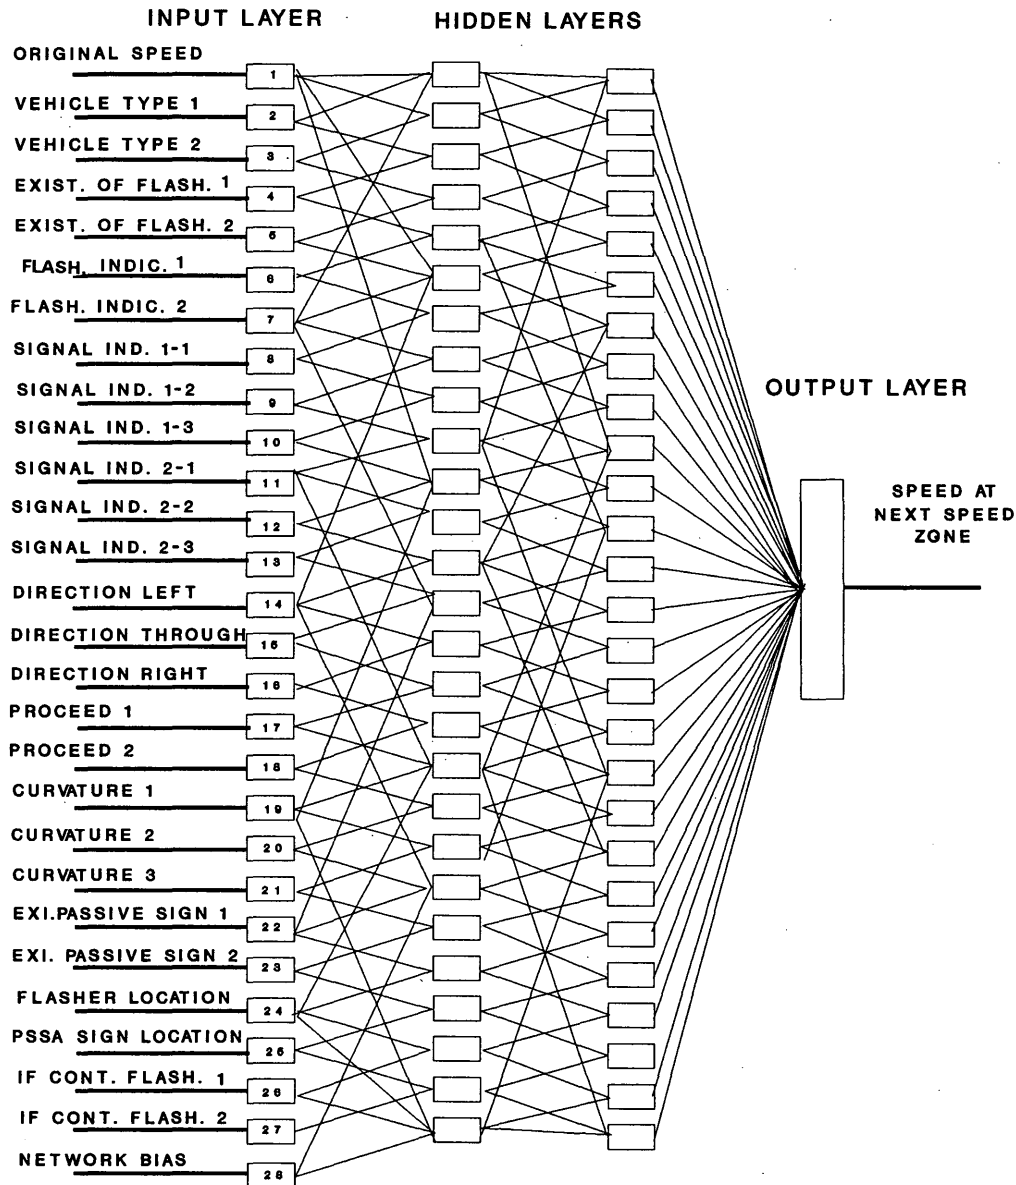 INPUT LAYER
HIDDEN LAYERS
ORIGINAL SPEED
1
VEHICLE TYPE 1
2
VEHICLE TYPE 2
3
EXIST. OF FLASH. 1
4
EXIST. OF FLASH. 2
5
FLASH. INDIC. 1
6
FLASH. INDIC. 2
7
SIGNAL IND. 1-1
8
SIGNAL IND. 1-2
9
SIGNAL IND. 1-3
10
SIGNAL IND. 2-1
11
SIGNAL IND. 2-2
12
SIGNAL IND. 2-3
13
DIRECTION LEFT
14
DIRECTION THROUGH
15
DIRECTION RIGHT
16
PROCEED 1
17
PROCEED 2
18
CURVATURE 1
19
CURVATURE 2
20
CURVATURE 3
21
EXI.PASSIVE SIGN 1
22
EXI. PASSIVE SIGN 2
23
FLASHER LOCATION
24
PSSA SIGN LOCATION
25
IF CONT. FLASH. 1
26
IF CONT. FLASH. 2
27
NETWORK BIAS
28
OUTPUT LAYER
SPEED AT
NEXT SPEED
ZONE